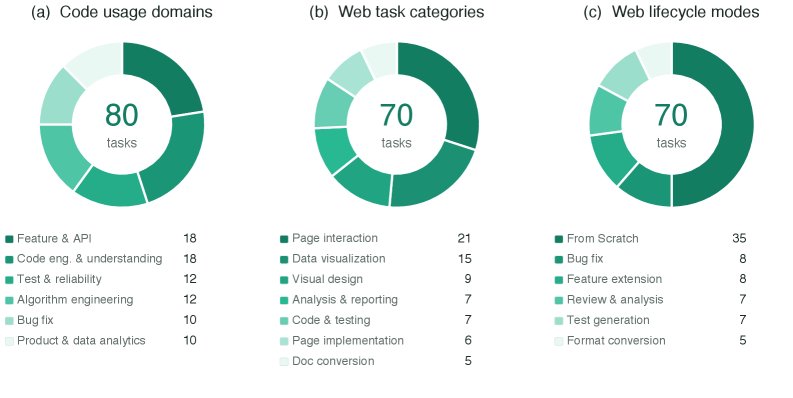 (a) Code usage domains
80
tasks
Feature & API 18
Code eng. & understanding 18
Test & reliability 12
Algorithm engineering 12
Bug fix 10
Product & data analytics 10
(b) Web task categories
70
tasks
Page interaction 21
Data visualization 15
Visual design 9
Analysis & reporting 7
Code & testing 7
Page implementation 6
Doc conversion 5
(c) Web lifecycle modes
70
tasks
From Scratch 35
Bug fix 8
Feature extension 8
Review & analysis 7
Test generation 7
Format conversion 5